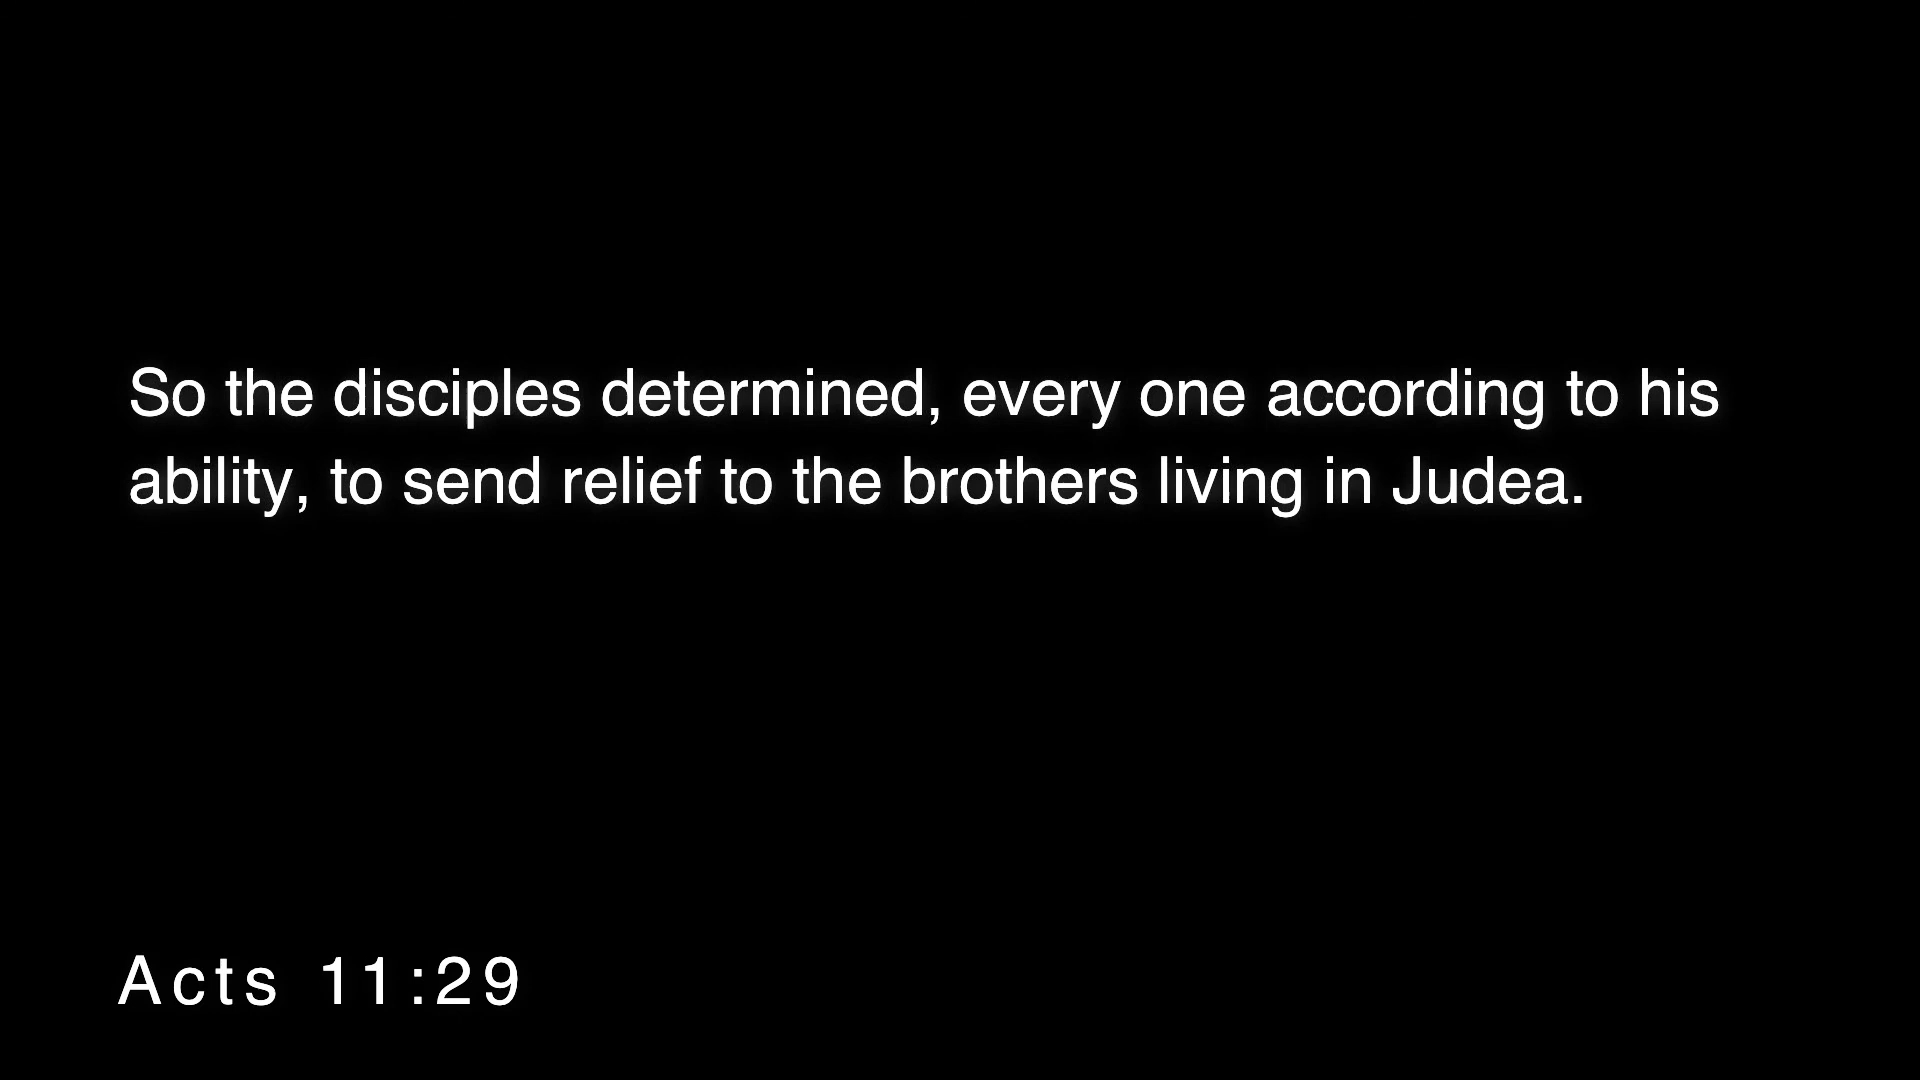 So the disciples determined, every one according to his
ability, to send relief to the brothers living in Judea.
Acts 11:29